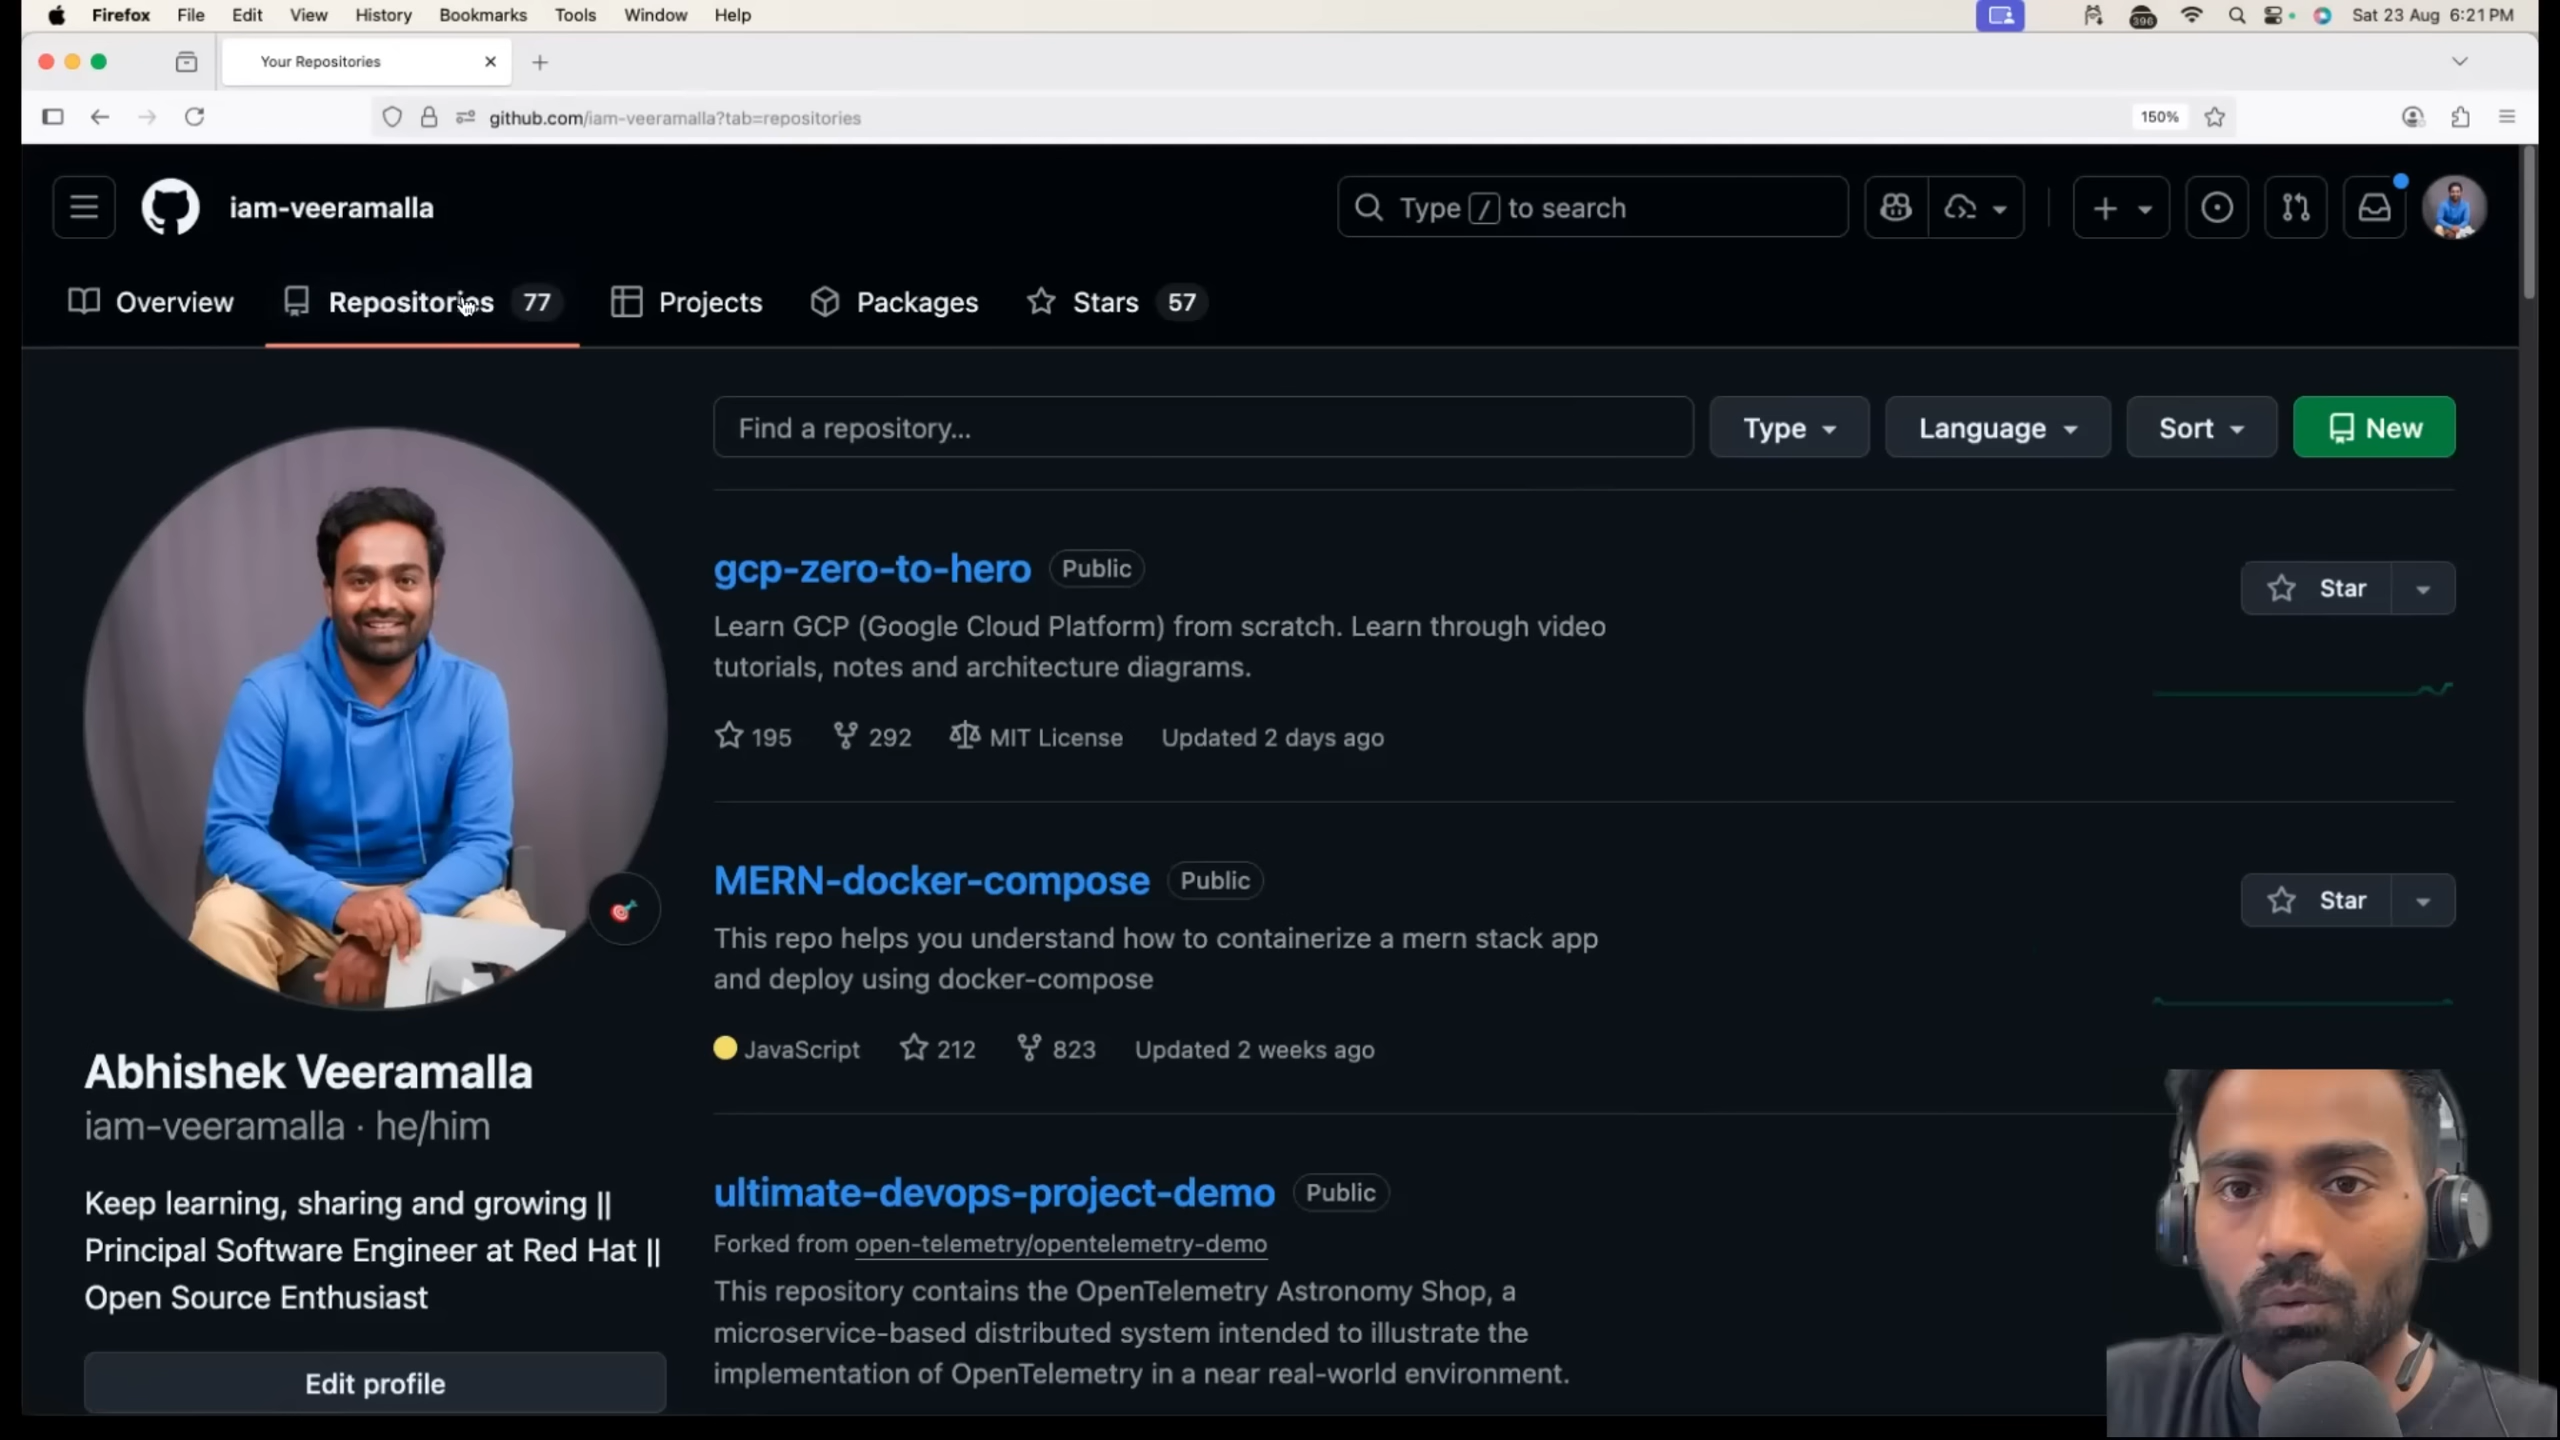 Firefox File Edit View History Bookmarks Tools Window Help
396
Sat 23 Aug 6:21 PM
Your Repositories
github.com/iam-veeramalla?tab=repositories
150%
iam-veeramalla
Type / to search
Overview
Repositories 77
Projects
Packages
Stars 57
Find a repository...
Type
Language
Sort
New
gcp-zero-to-hero Public
Star
Learn GCP (Google Cloud Platform) from scratch. Learn through video
tutorials, notes and architecture diagrams.
195 292 MIT License Updated 2 days ago
MERN-docker-compose Public
Star
This repo helps you understand how to containerize a mern stack app
and deploy using docker-compose
JavaScript 212 823 Updated 2 weeks ago
ultimate-devops-project-demo Public
Forked from open-telemetry/opentelemetry-demo
This repository contains the OpenTelemetry Astronomy Shop, a
microservice-based distributed system intended to illustrate the
implementation of OpenTelemetry in a near real-world environment.
Abhishek Veeramalla
iam-veeramalla · he/him
Keep learning, sharing and growing ||
Principal Software Engineer at Red Hat ||
Open Source Enthusiast
Edit profile